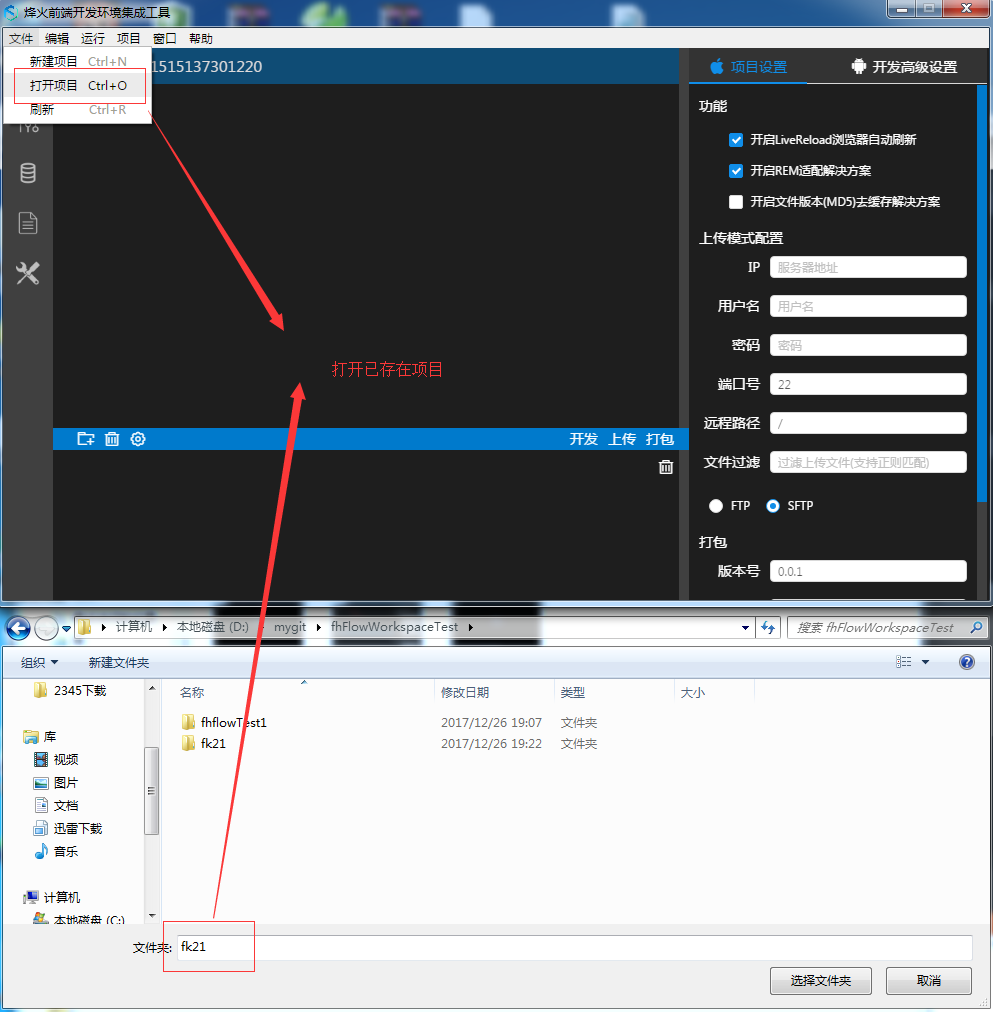 烽火前端开发环境集成工具
文件 编辑 运行 项目 窗口 帮助
新建项目 Ctrl+N
打开项目 Ctrl+O
刷新 Ctrl+R
1515137301220
打开已存在项目
开发 上传 打包
项目设置 开发高级设置
功能
开启LiveReload浏览器自动刷新
开启REM适配解决方案
开启文件版本(MD5)去缓存解决方案
上传模式配置
IP 服务器地址
用户名 用户名
密码 密码
端口号 22
远程路径 /
文件过滤 过滤上传文件(支持正则匹配)
FTP SFTP
打包
版本号 0.0.1
计算机 本地磁盘 (D:) mygit fhFlowWorkspaceTest
搜索 fhFlowWorkspaceTest
组织 新建文件夹
2345下载
库
视频
图片
文档
迅雷下载
音乐
计算机
本地磁盘 (C:)
名称 修改日期 类型 大小
fhflowTest1 2017/12/26 19:07 文件夹
fk21 2017/12/26 19:22 文件夹
文件夹: fk21
选择文件夹 取消